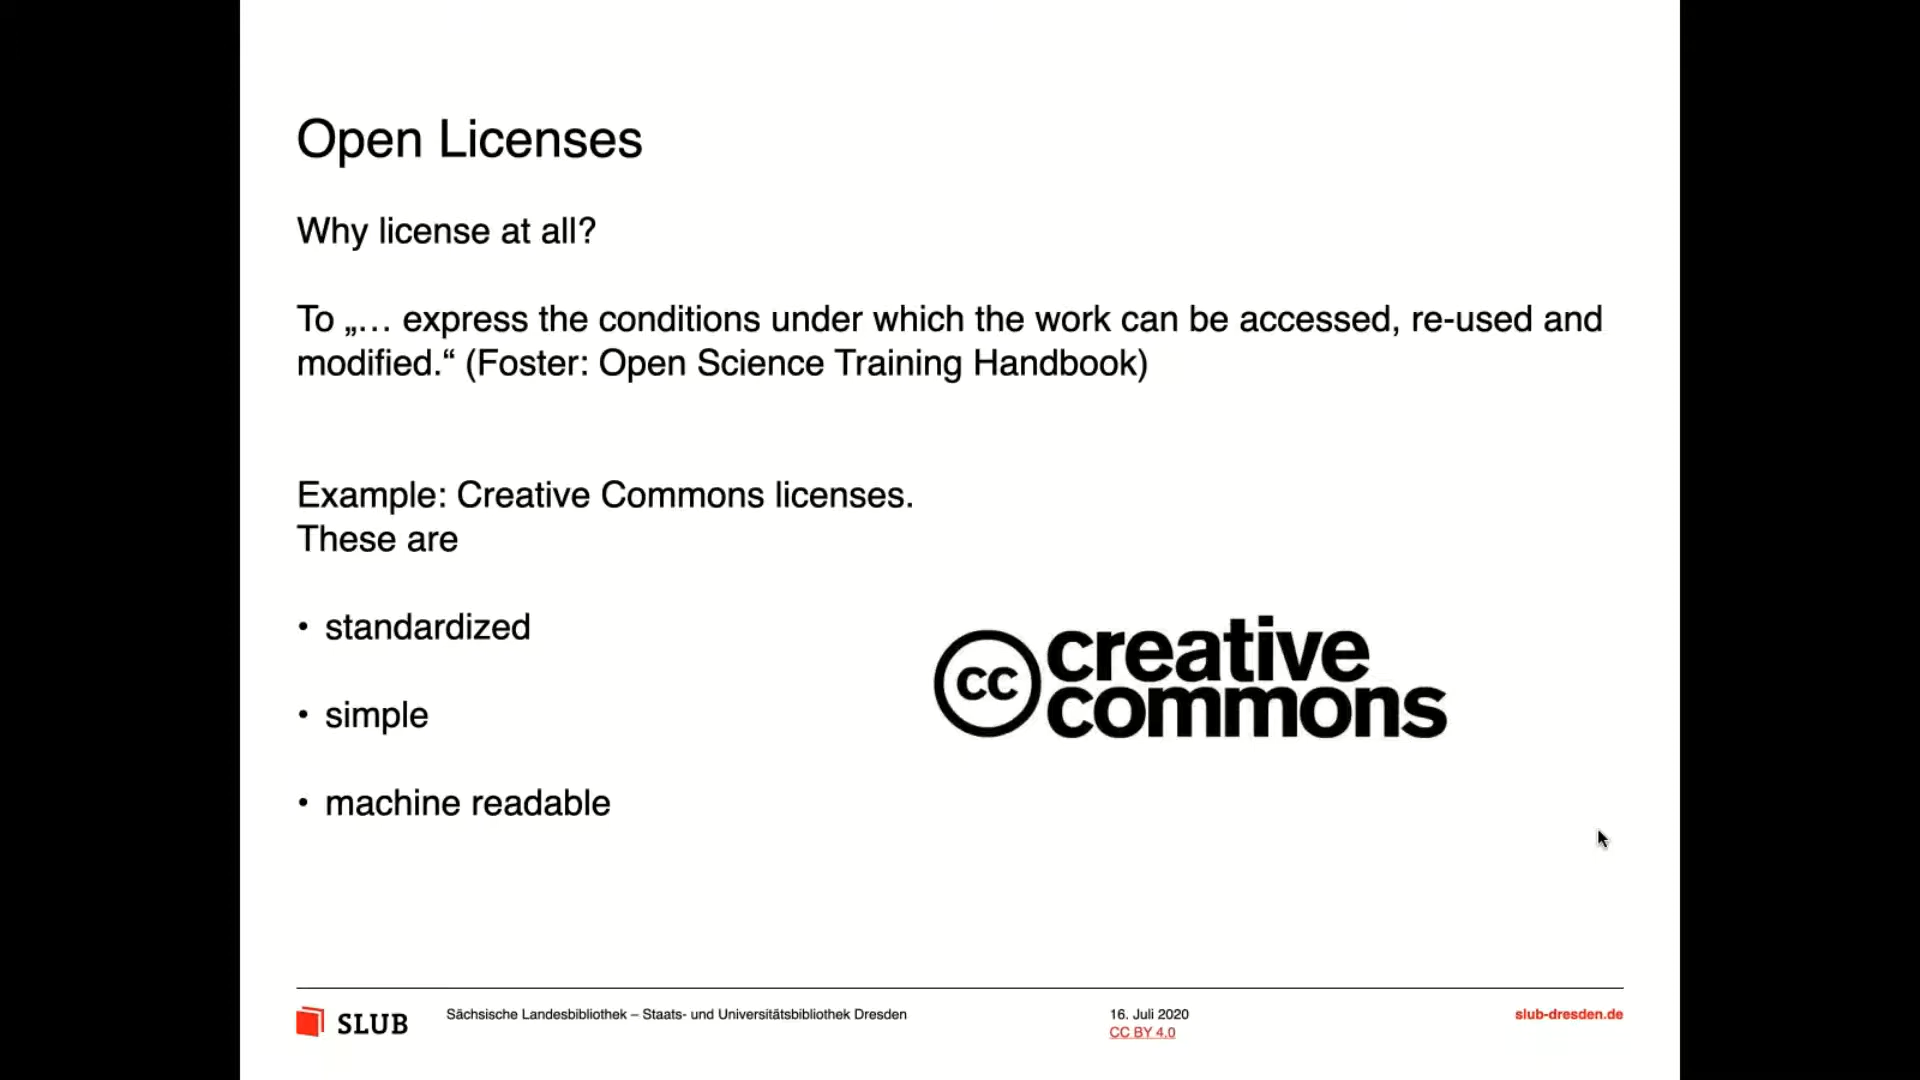 Open Licenses
Why license at all?
To „… express the conditions under which the work can be accessed, re-used and
modified.“ (Foster: Open Science Training Handbook)
Example: Creative Commons licenses.
These are
• standardized
• simple
• machine readable
cc creative
commons
SLUB
Sächsische Landesbibliothek – Staats- und Universitätsbibliothek Dresden
16. Juli 2020
CC BY 4.0
slub-dresden.de